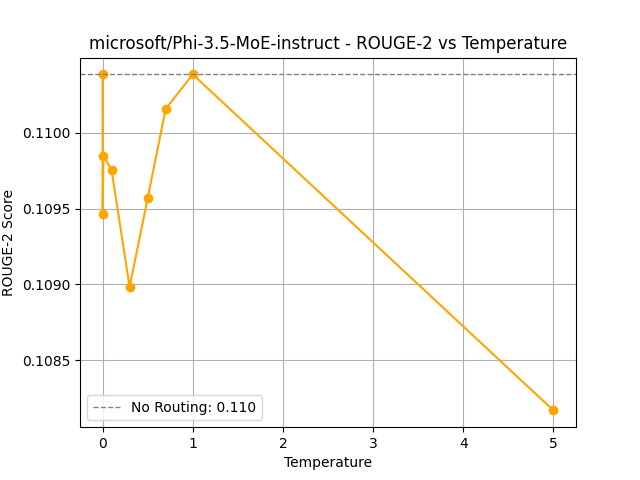 microsoft/Phi-3.5-MoE-instruct - ROUGE-2 vs Temperature
ROUGE-2 Score
0.1100
0.1095
0.1090
0.1085
No Routing: 0.110
0 1 2 3 4 5
Temperature